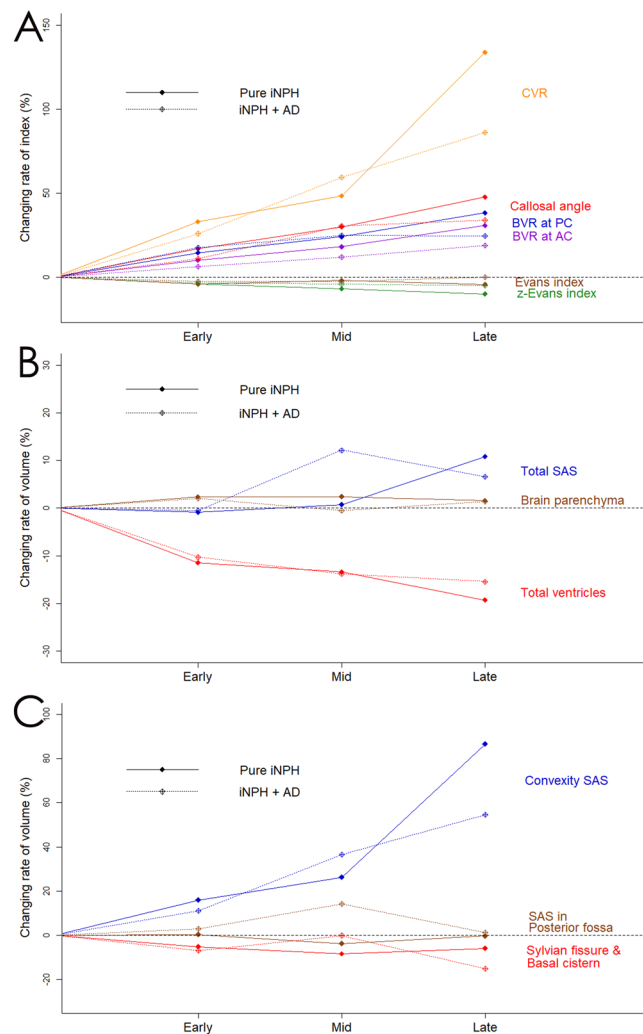 A
Changing rate of index (%)
150
100
50
0
Pure iNPH
iNPH + AD
CVR
Callosal angle
BVR at PC
BVR at AC
Evans index
z-Evans index
Early
Mid
Late
B
Changing rate of volume (%)
30
20
10
0
-10
-20
-30
Pure iNPH
iNPH + AD
Total SAS
Brain parenchyma
Total ventricles
Early
Mid
Late
C
Changing rate of volume (%)
100
80
60
40
20
0
-20
Pure iNPH
iNPH + AD
Convexity SAS
SAS in
Posterior fossa
Sylvian fissure &
Basal cistern
Early
Mid
Late